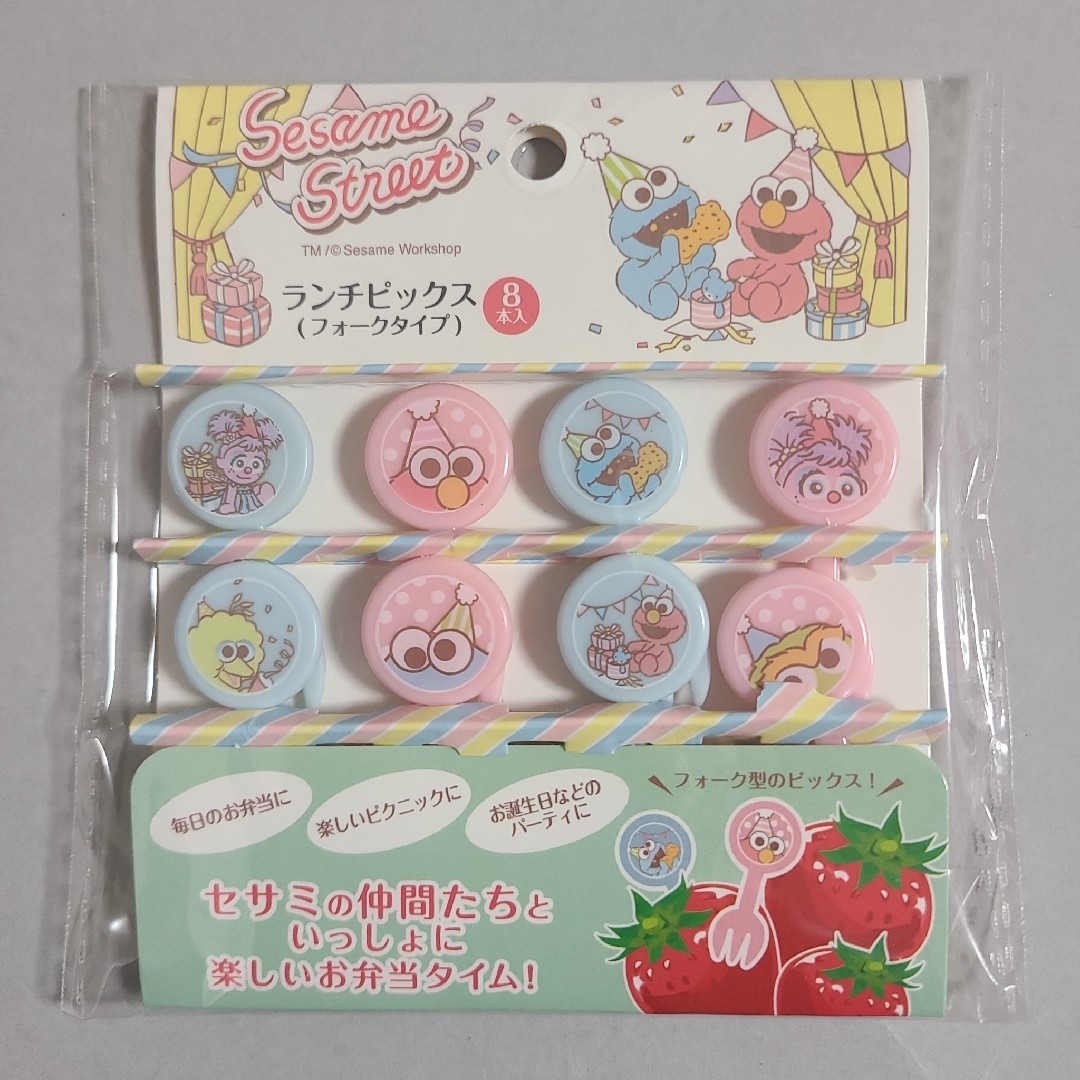 Sesame
Street
TM/©Sesame Workshop
ランチピックス
(フォークタイプ)
8
本入
毎日のお弁当に
楽しいピクニックに
お誕生日などの
パーティに
フォーク型のピックス!
セサミの仲間たちと
いっしょに
楽しいお弁当タイム!